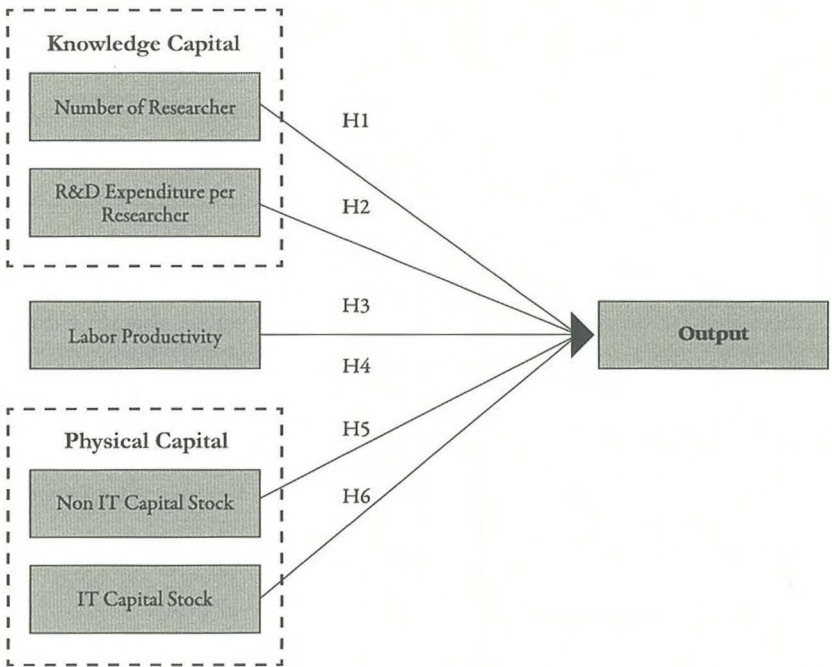 Knowledge Capital
Number of Researcher
R&D Expenditure per
Researcher
H1
H2
H3
Labor Productivity
H4
Output
Physical Capital
Non IT Capital Stock
IT Capital Stock
H5
H6